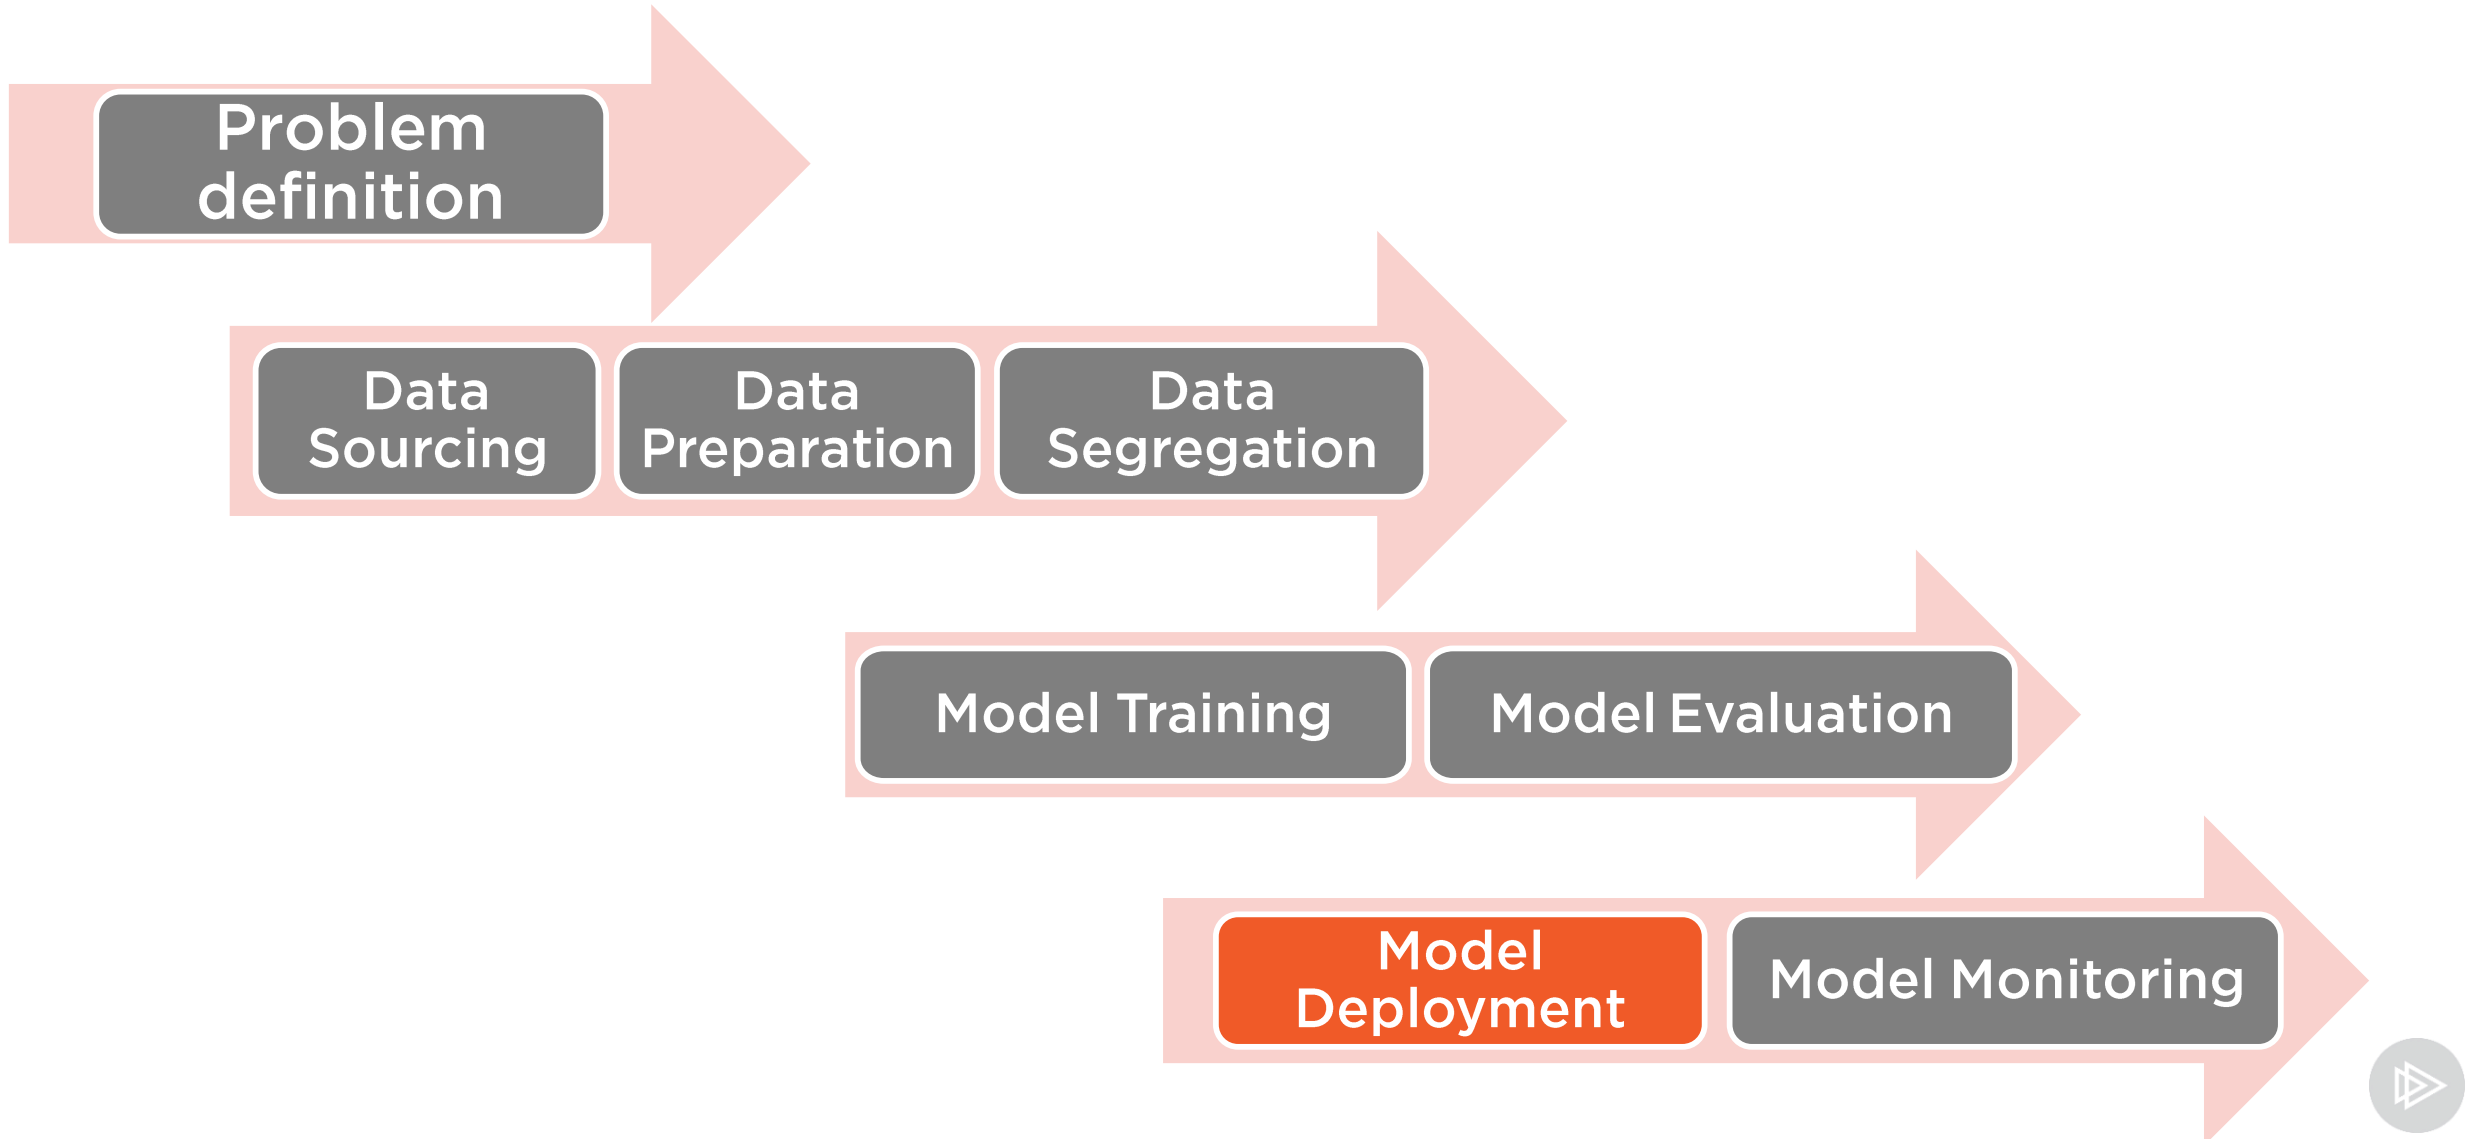 Problem
definition
Data
Sourcing
Data
Preparation
Data
Segregation
Model Training
Model Evaluation
Model
Deployment
Model Monitoring